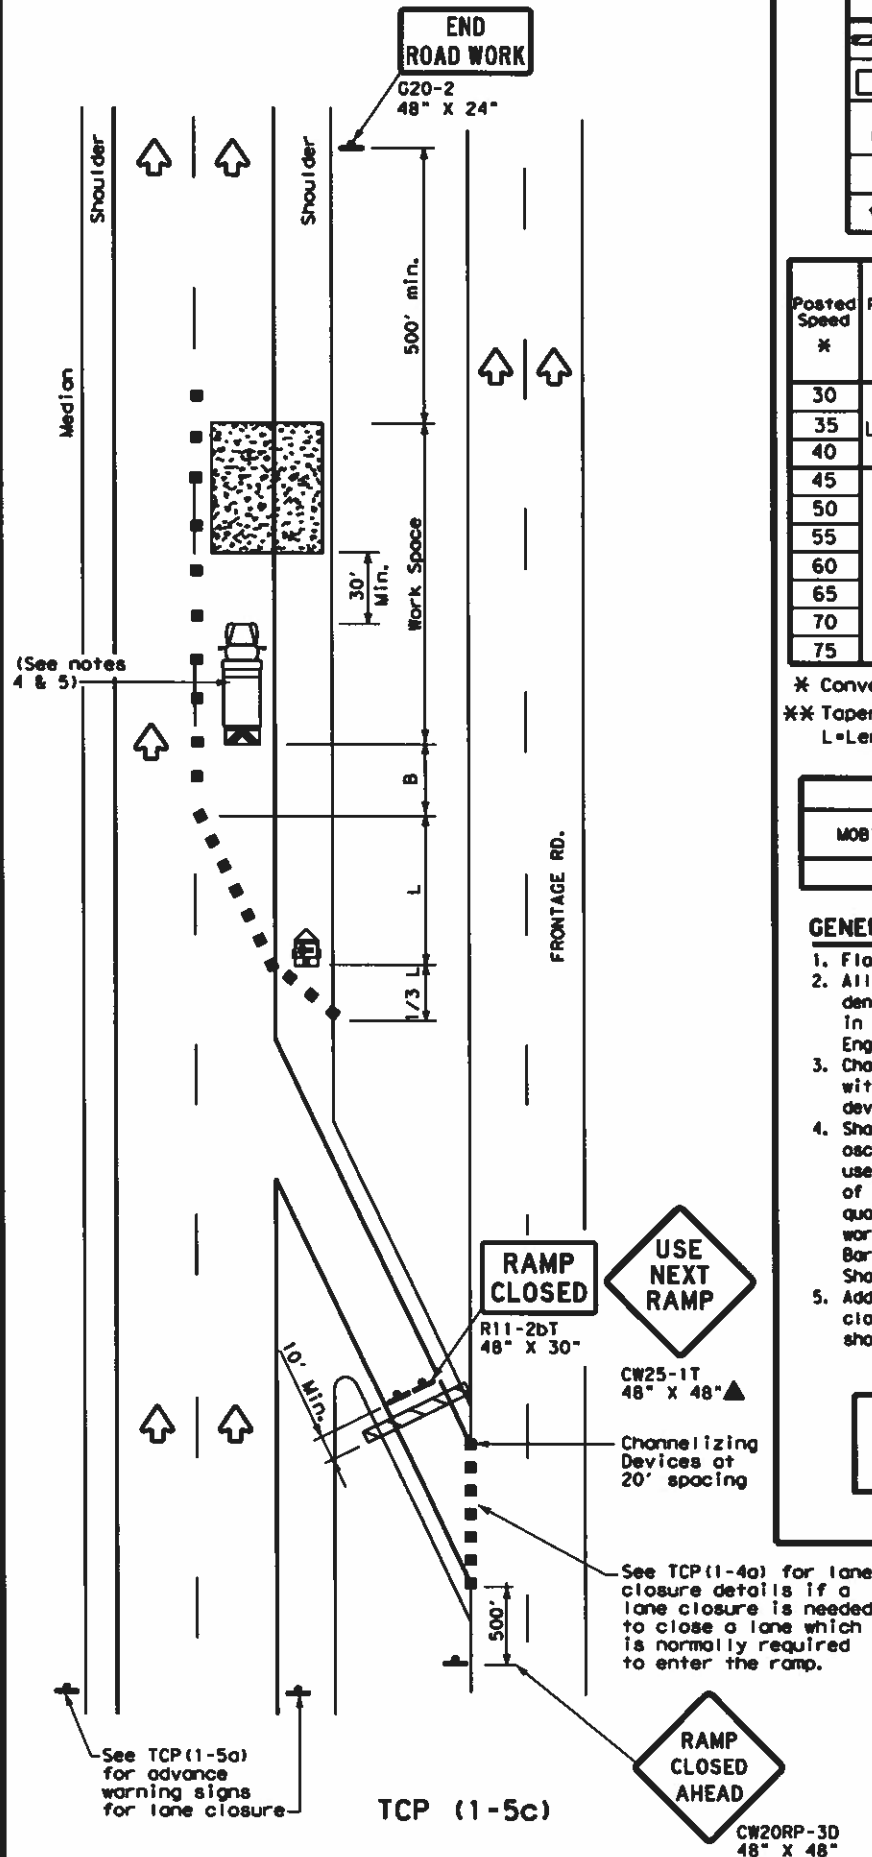 END
ROAD WORK
G20-2
48" X 24"
Shoulder
Shoulder
500' min.
Median
Work Space
30'
Min.
(See notes
4 & 5)
B
L
1/3 L
FRONTAGE RD.
RAMP
CLOSED
R11-2bT
48" X 30"
USE
NEXT
RAMP
CW25-1T
48" X 48"▲
10' Min.
Channelizing
Devices at
20' spacing
See TCP(1-4a) for lane
closure details if a
lane closure is needed
to close a lane which
is normally required
to enter the ramp.
500'
RAMP
CLOSED
AHEAD
CW20RP-3D
48" X 48"
See TCP(1-5a)
for advance
warning signs
for lane closure
TCP (1-5c)
Posted
Speed
*
30
35
40
45
50
55
60
65
70
75
* Conve
** Taper
L=Len
MOB
GENE
1. Fla
2. All
den
in
Eng
3. Cha
wit
dev
4. Sha
osc
use
of
qua
wor
Bar
Sha
5. Add
clo
sho